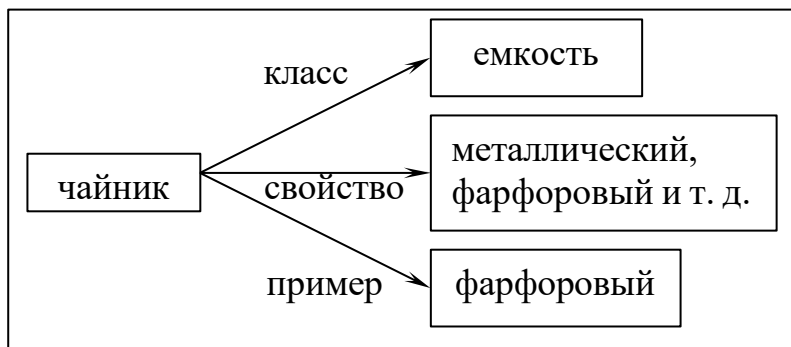 класс
емкость
чайник
свойство
металлический,
фарфоровый и т. д.
пример
фарфоровый